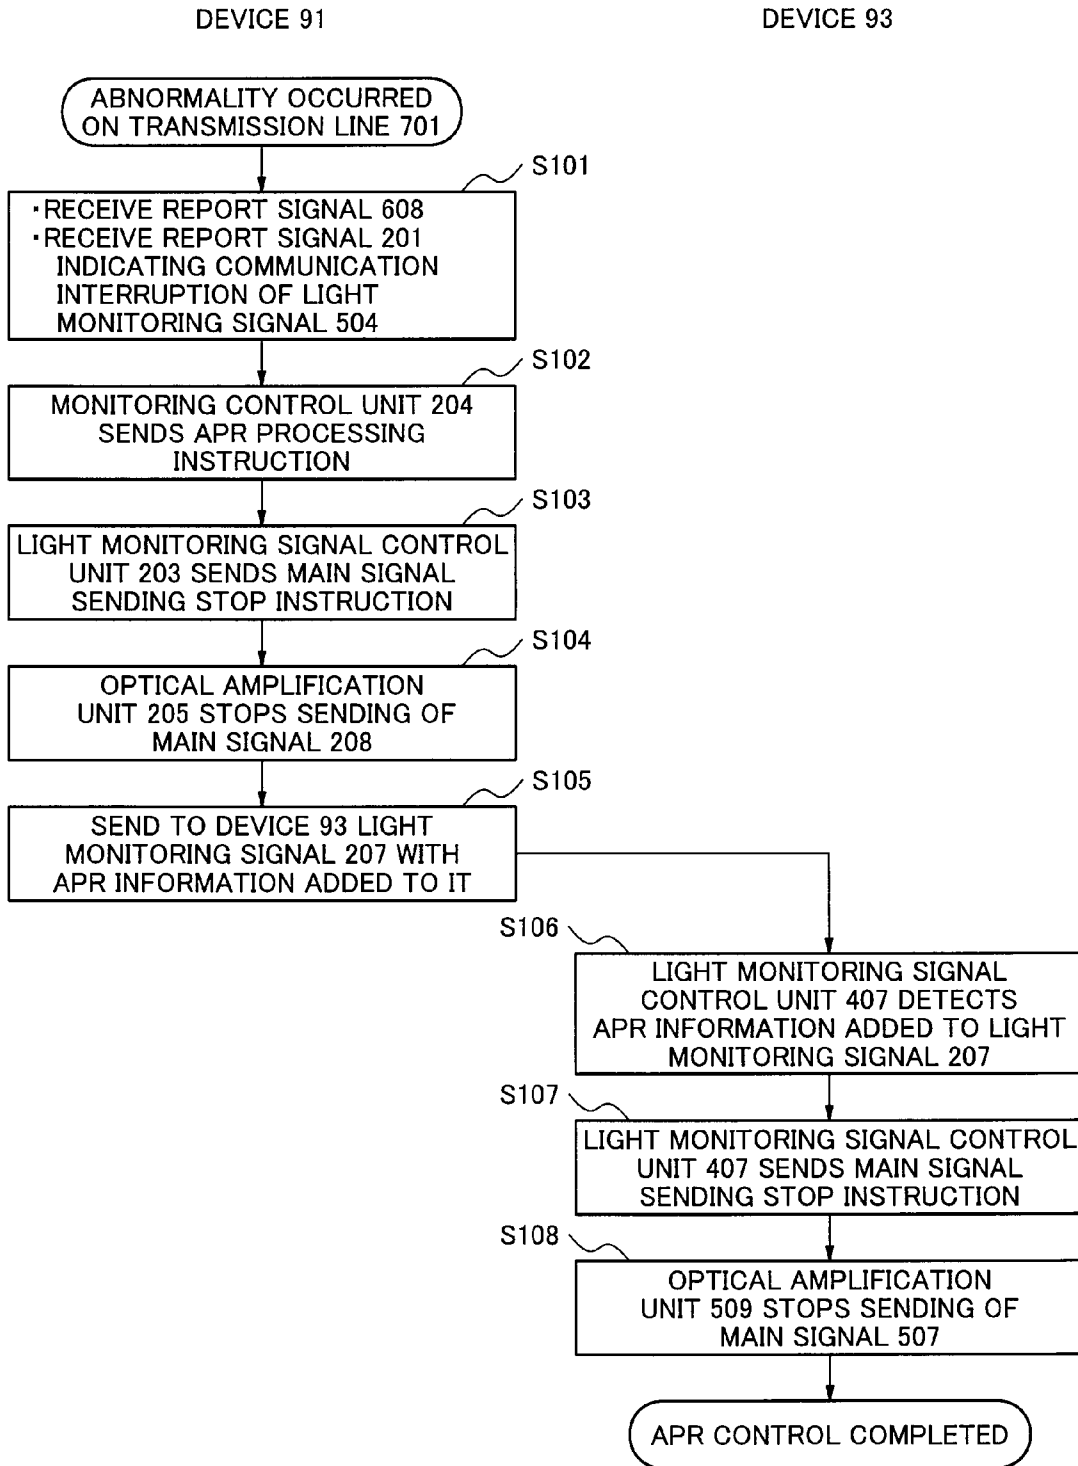 DEVICE 91
DEVICE 93
ABNORMALITY OCCURRED
ON TRANSMISSION LINE 701
S101
・RECEIVE REPORT SIGNAL 608
・RECEIVE REPORT SIGNAL 201
INDICATING COMMUNICATION
INTERRUPTION OF LIGHT
MONITORING SIGNAL 504
S102
MONITORING CONTROL UNIT 204
SENDS APR PROCESSING
INSTRUCTION
S103
LIGHT MONITORING SIGNAL CONTROL
UNIT 203 SENDS MAIN SIGNAL
SENDING STOP INSTRUCTION
S104
OPTICAL AMPLIFICATION
UNIT 205 STOPS SENDING OF
MAIN SIGNAL 208
S105
SEND TO DEVICE 93 LIGHT
MONITORING SIGNAL 207 WITH
APR INFORMATION ADDED TO IT
S106
LIGHT MONITORING SIGNAL
CONTROL UNIT 407 DETECTS
APR INFORMATION ADDED TO LIGHT
MONITORING SIGNAL 207
S107
LIGHT MONITORING SIGNAL CONTROL
UNIT 407 SENDS MAIN SIGNAL
SENDING STOP INSTRUCTION
S108
OPTICAL AMPLIFICATION
UNIT 509 STOPS SENDING OF
MAIN SIGNAL 507
APR CONTROL COMPLETED